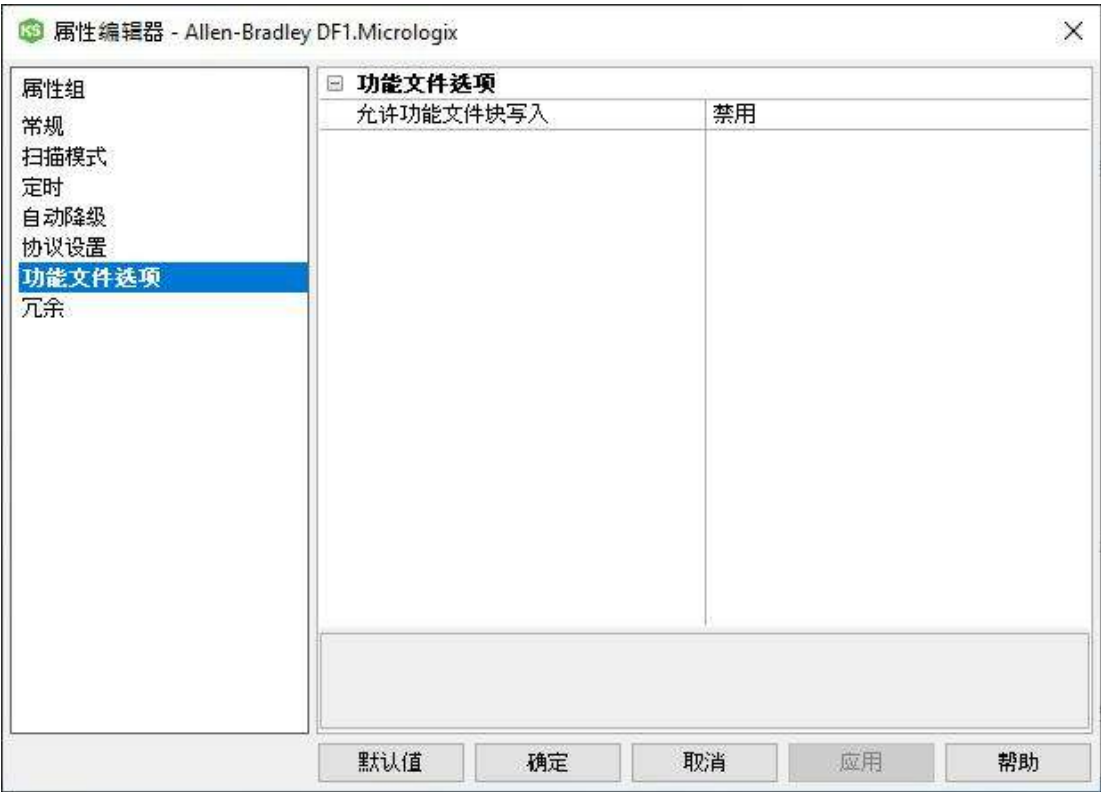 KS 属性编辑器 - Allen-Bradley DF1.Micrologix
属性组
常规
扫描模式
定时
自动降级
协议设置
功能文件选项
冗余
功能文件选项
允许功能文件块写入 禁用
默认值 确定 取消 应用 帮助